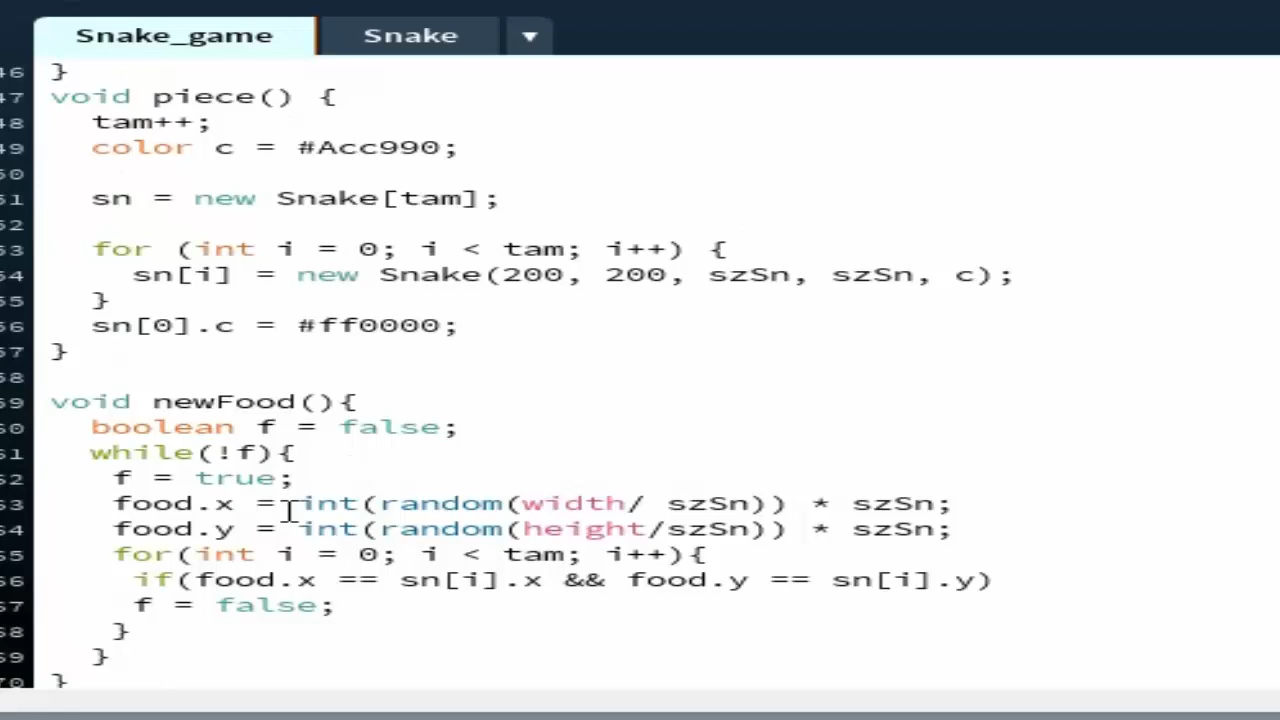 Snake_game Snake
46 }
47 void piece() {
48 tam++;
49 color c = #Acc990;
50
51 sn = new Snake[tam];
52
53 for (int i = 0; i < tam; i++) {
54 sn[i] = new Snake(200, 200, szSn, szSn, c);
55 }
56 sn[0].c = #ff0000;
57 }
58
59 void newFood(){
60 boolean f = false;
61 while(!f){
62 f = true;
63 food.x = int(random(width/ szSn)) * szSn;
64 food.y = int(random(height/szSn)) * szSn;
65 for(int i = 0; i < tam; i++){
66 if(food.x == sn[i].x && food.y == sn[i].y)
67 f = false;
68 }
69 }
70 }